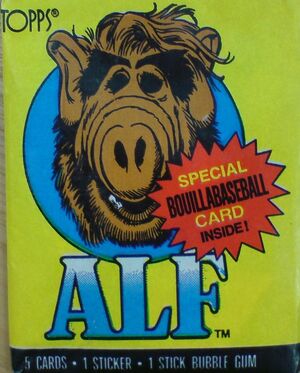 TOPPS®
SPECIAL
BOUILLABASEBALL
CARD
INSIDE!
ALF™
5 CARDS • 1 STICKER • 1 STICK BUBBLE GUM